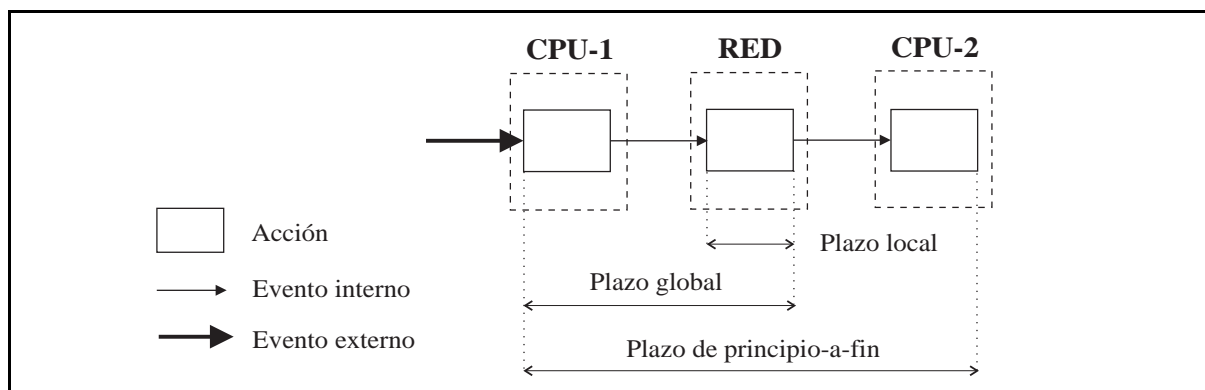 CPU-1
RED
CPU-2
Acción
Plazo local
Evento interno
Plazo global
Evento externo
Plazo de principio-a-fin